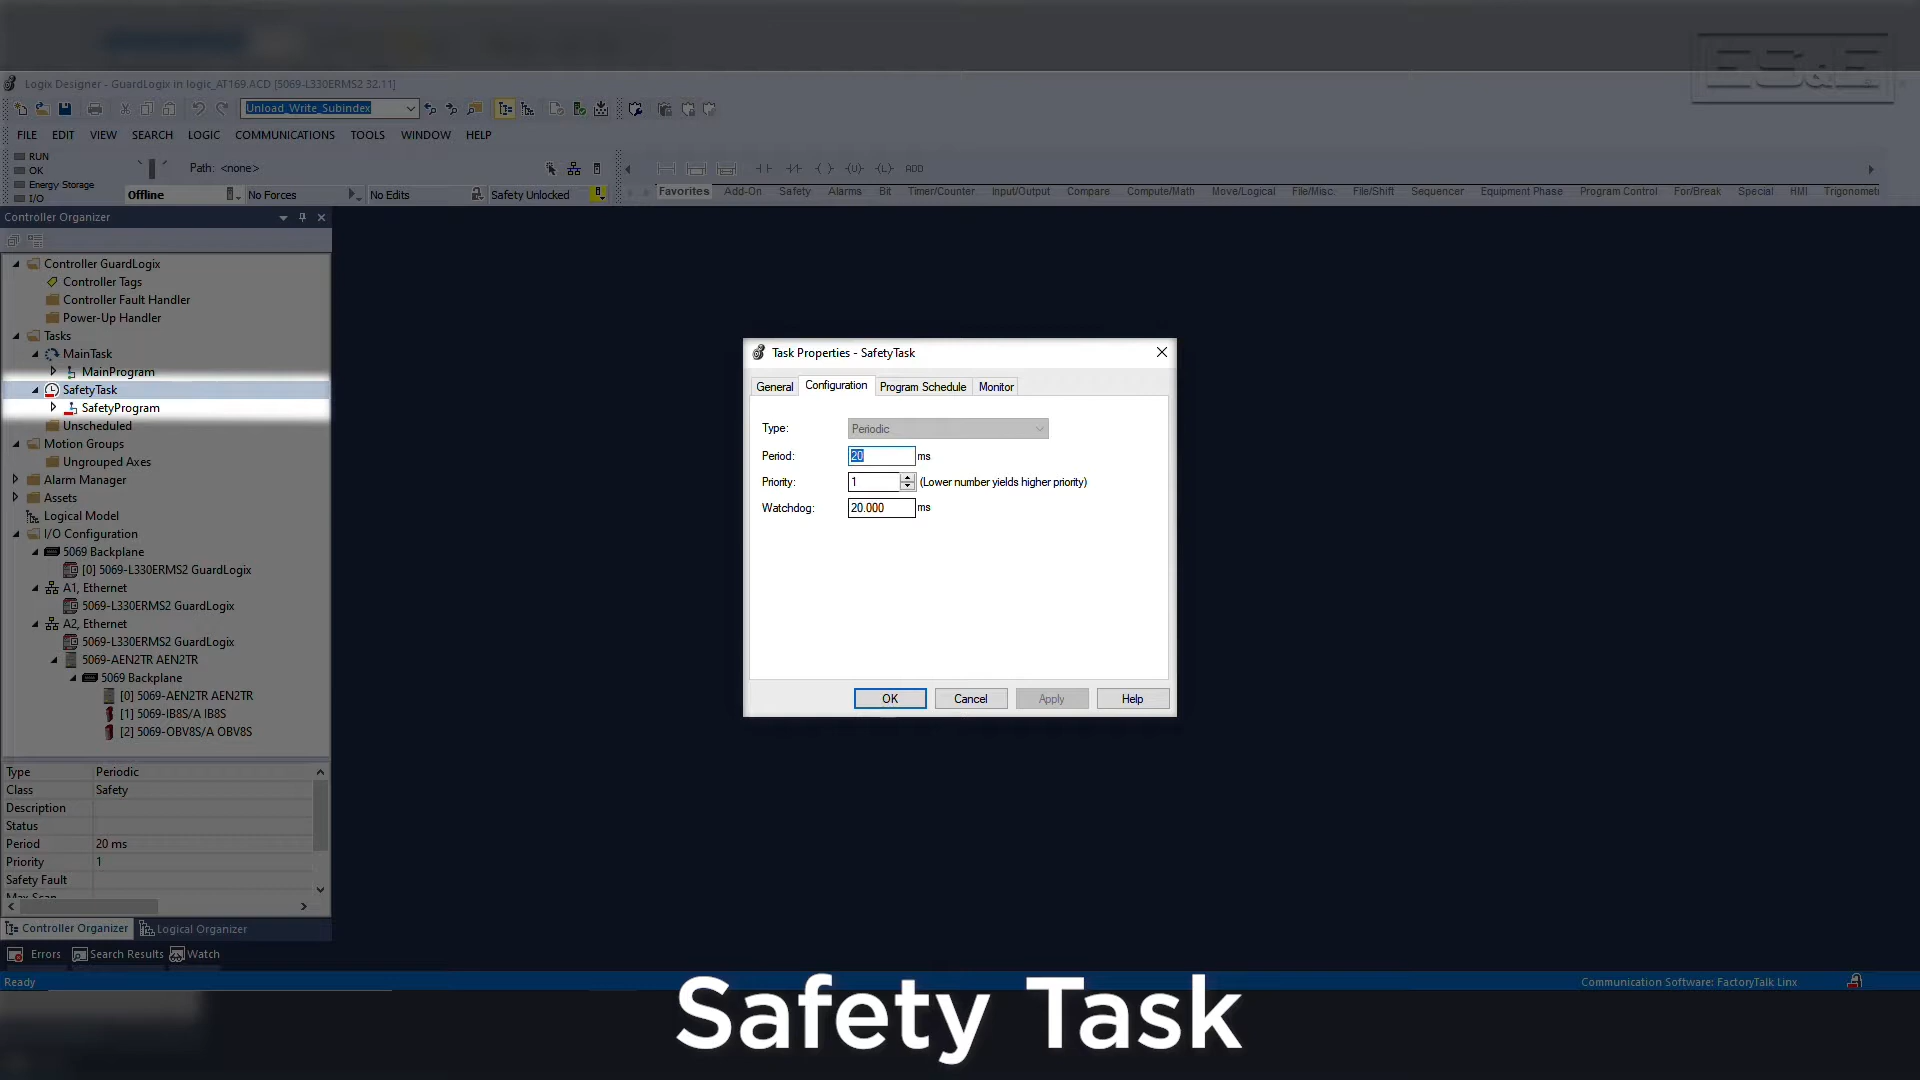 ES&E
Logix Designer - GuardLogix in logic_AT169.ACD [5069-L330ERMS2 32.11]
Unload_Write_Subindex
FILE EDIT VIEW SEARCH LOGIC COMMUNICATIONS TOOLS WINDOW HELP
RUN
OK
Energy Storage
I/O
Path: <none>
Offline No Forces No Edits Safety Unlocked
ADD
Favorites Add-On Safety Alarms Bit Timer/Counter Input/Output Compare Compute/Math Move/Logical File/Misc. File/Shift Sequencer Equipment Phase Program Control For/Break Special HMI Trigonometri
Controller Organizer
Controller GuardLogix
Controller Tags
Controller Fault Handler
Power-Up Handler
Tasks
MainTask
MainProgram
SafetyTask
SafetyProgram
Unscheduled
Motion Groups
Ungrouped Axes
Alarm Manager
Assets
Logical Model
I/O Configuration
5069 Backplane
[0] 5069-L330ERMS2 GuardLogix
A1, Ethernet
5069-L330ERMS2 GuardLogix
A2, Ethernet
5069-L330ERMS2 GuardLogix
5069-AEN2TR AEN2TR
5069 Backplane
[0] 5069-AEN2TR AEN2TR
[1] 5069-IB8S/A IB8S
[2] 5069-OBV8S/A OBV8S
Type Periodic
Class Safety
Description
Status
Period 20 ms
Priority 1
Safety Fault
Max Scan
Controller Organizer Logical Organizer
Errors Search Results Watch
Ready
Communication Software: FactoryTalk Linx
Task Properties - SafetyTask
General Configuration Program Schedule Monitor
Type: Periodic
Period: 20 ms
Priority: 1 (Lower number yields higher priority)
Watchdog: 20.000 ms
OK Cancel Apply Help
Safety Task